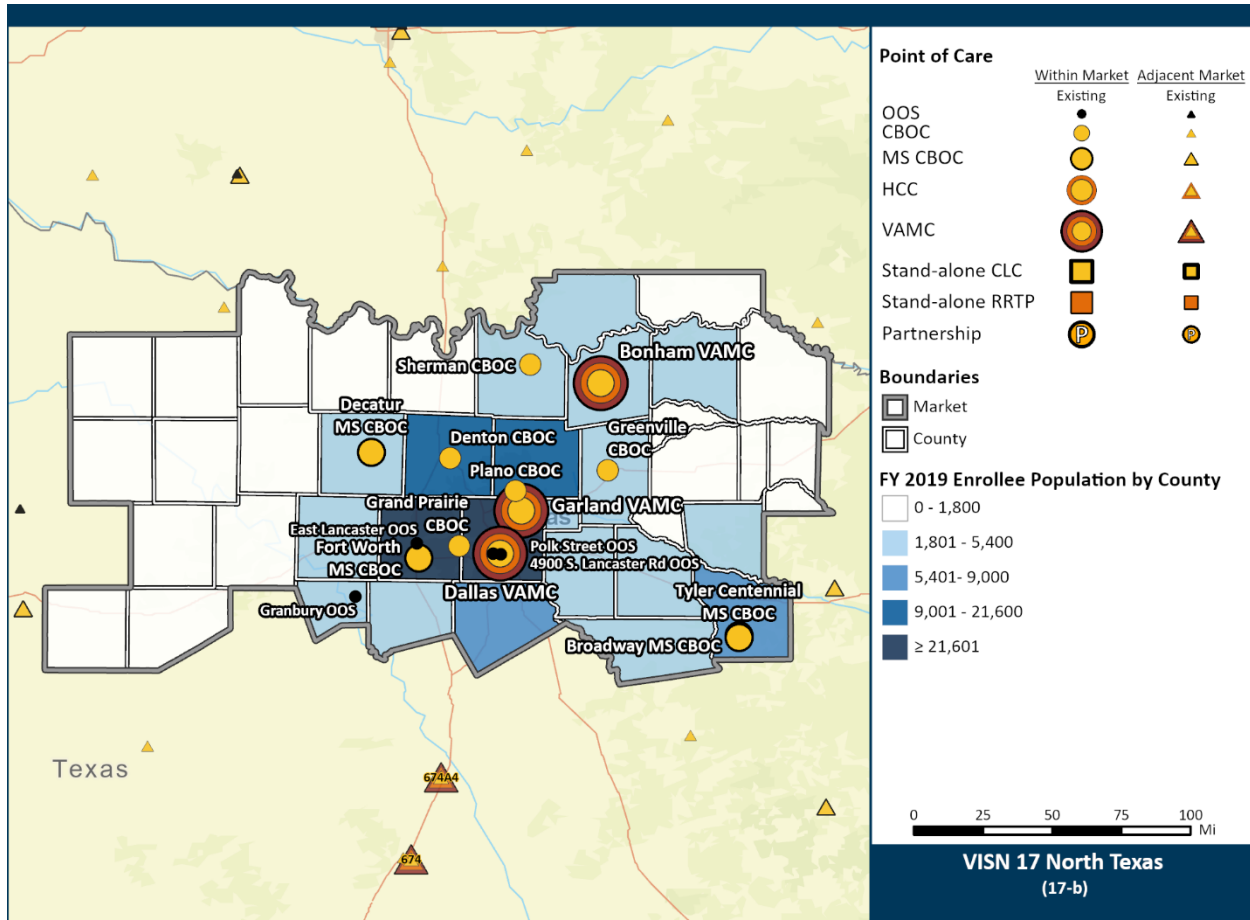 Sherman CBOC
Bonham VAMC
Decatur
MS CBOC
Denton CBOC
Greenville
CBOC
Plano CBOC
Grand Prairie
CBOC
Garland VAMC
as
East Lancaster OOS
Fort Worth
MS CBOC
Polk Street OOS
4900 S. Lancaster Rd OOS
Dallas VAMC
Granbury OOS
Tyler Centennial
MS CBOC
Broadway MS CBOC
Texas
674A4
674
Point of Care
Within Market
Adjacent Market
Existing
Existing
OOS
CBOC
MS CBOC
HCC
VAMC
Stand-alone CLC
Stand-alone RRTP
Partnership
P
P
Boundaries
Market
County
FY 2019 Enrollee Population by County
0 - 1,800
1,801 - 5,400
5,401- 9,000
9,001 - 21,600
≥ 21,601
0 25 50 75 100
Mi
VISN 17 North Texas
(17-b)